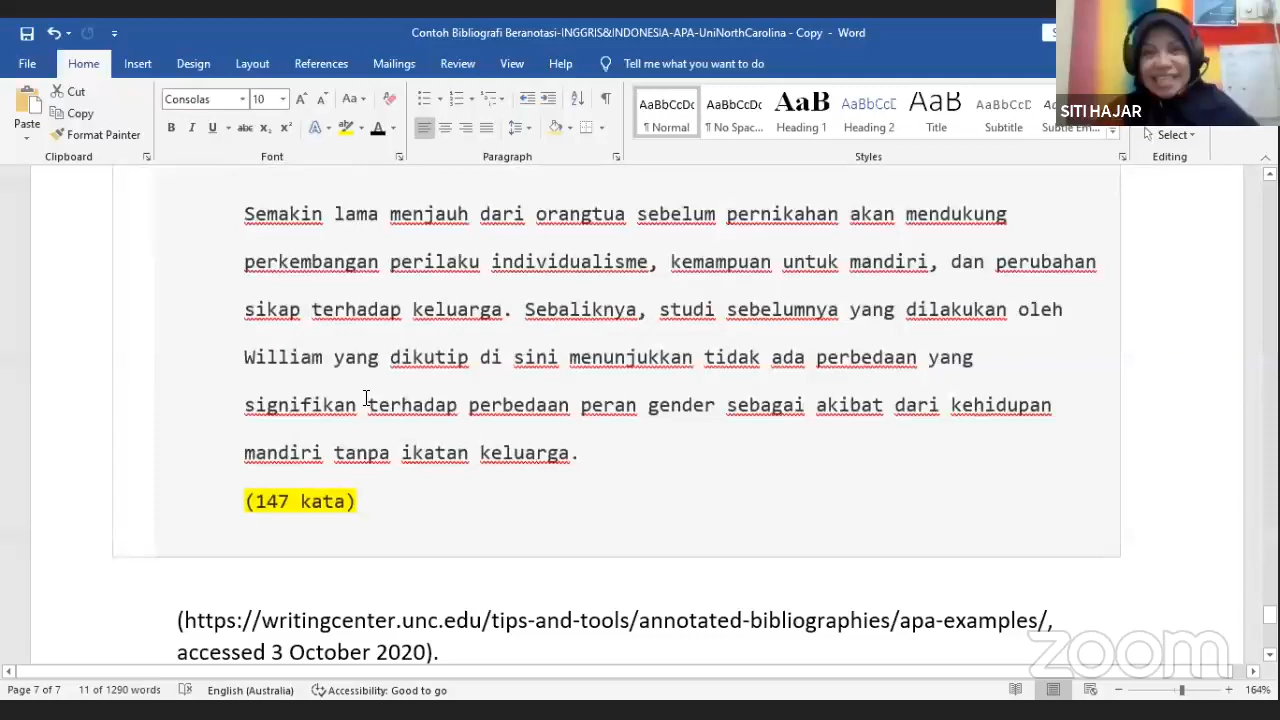 Contoh Bibliografi Beranotasi-INGGRIS&INDONESIA-APA-UniNorthCarolina - Copy - Word
File Home Insert Design Layout References Mailings Review View Help Tell me what you want to do
SITI HAJAR
Paste
Cut
Copy
Format Painter
Clipboard
Consolas 10
Font
Paragraph
AaBbCcDc AaBbCcDc AaB AaBbCcC AaB AaBbCcD
¶ Normal ¶ No Spac... Heading 1 Heading 2 Title Subtitle Subtle Em...
Styles
Select
Editing
Semakin lama menjauh dari orangtua sebelum pernikahan akan mendukung
perkembangan perilaku individualisme, kemampuan untuk mandiri, dan perubahan
sikap terhadap keluarga. Sebaliknya, studi sebelumnya yang dilakukan oleh
William yang dikutip di sini menunjukkan tidak ada perbedaan yang
signifikan terhadap perbedaan peran gender sebagai akibat dari kehidupan
mandiri tanpa ikatan keluarga.
(147 kata)
(https://writingcenter.unc.edu/tips-and-tools/annotated-bibliographies/apa-examples/,
accessed 3 October 2020).
zoom
Page 7 of 7 11 of 1290 words English (Australia) Accessibility: Good to go 164%